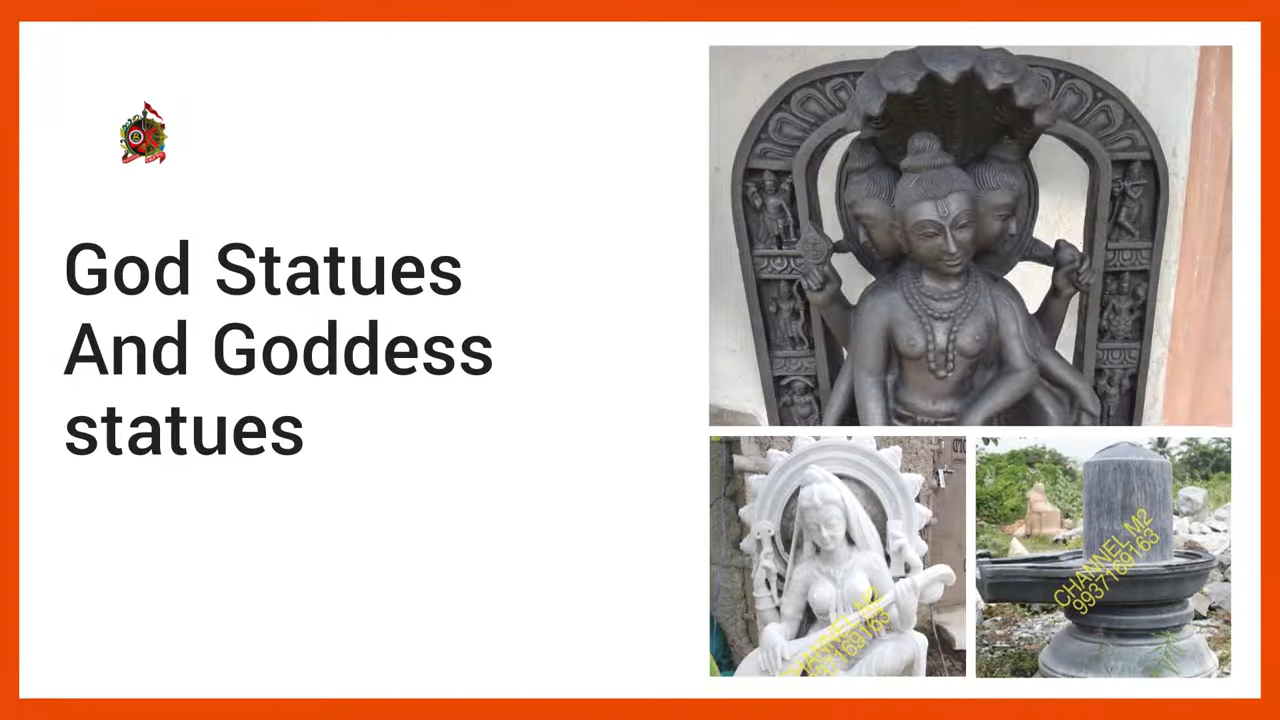 God Statues
And Goddess
statues
CHANNEL M2
9937169163
CHANNEL M2
9937169163